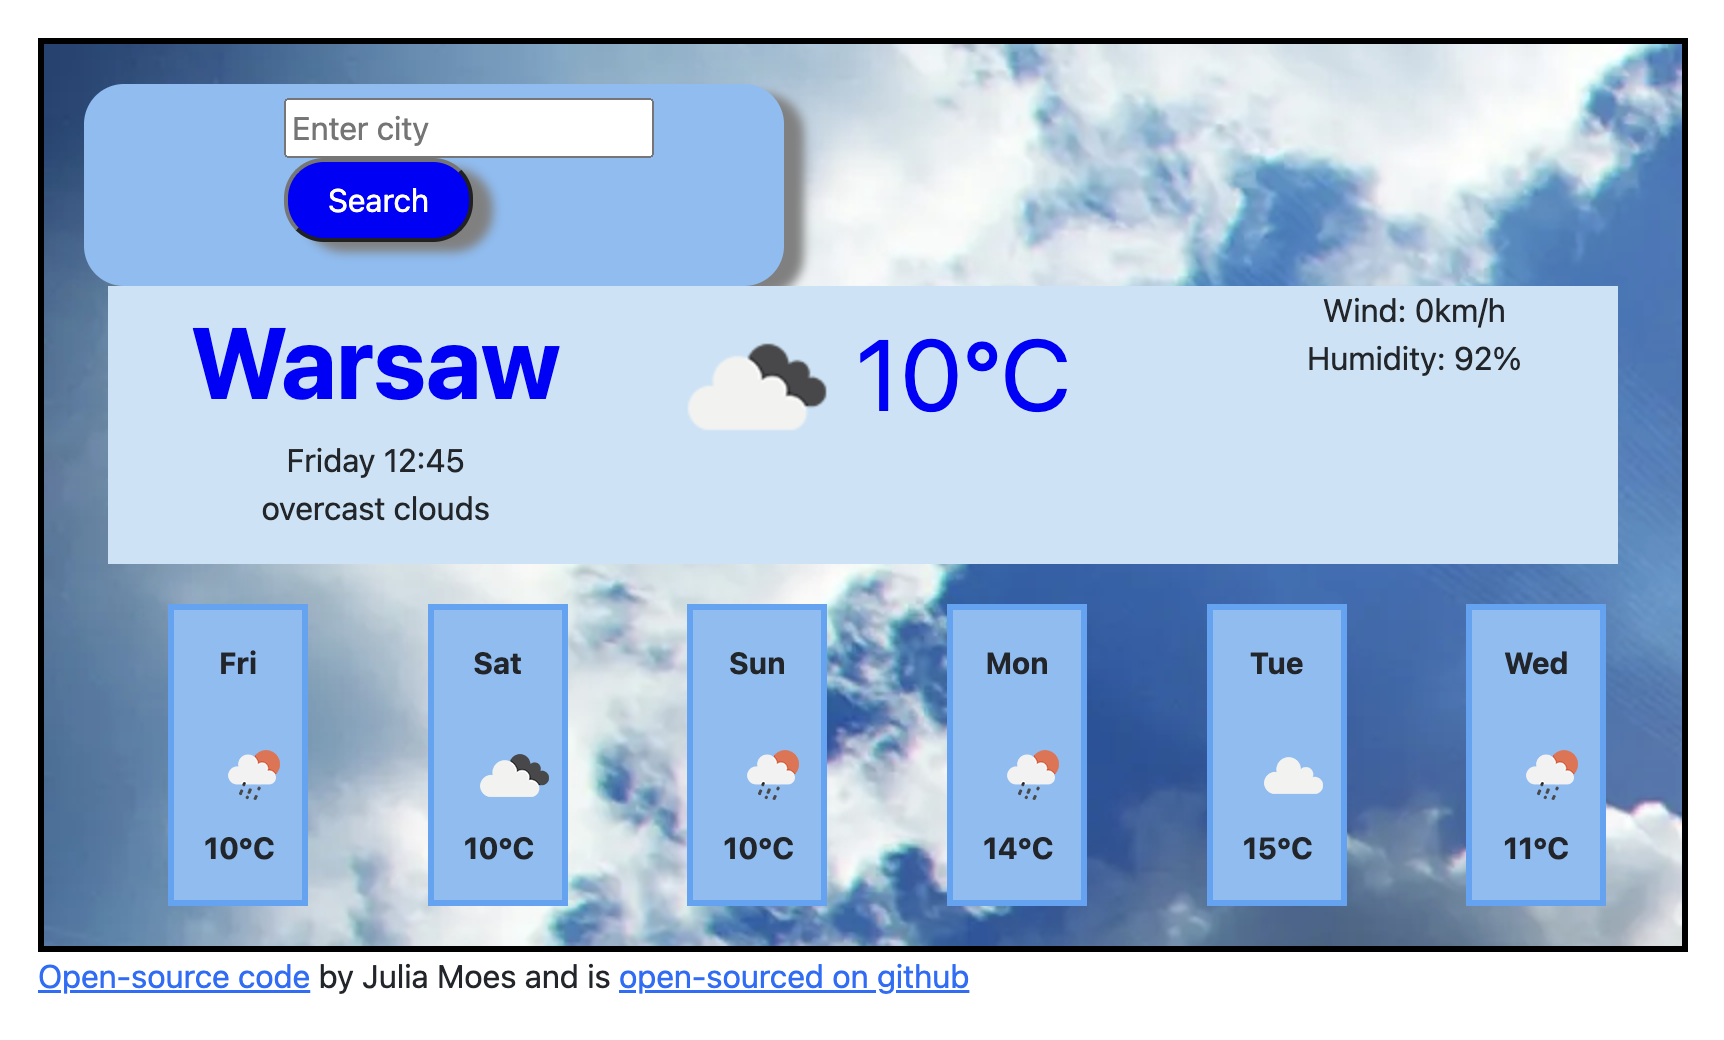 Enter city
Search
Warsaw
Friday 12:45
overcast clouds
10°C
Wind: 0km/h
Humidity: 92%
Fri
10°C
Sat
10°C
Sun
10°C
Mon
14°C
Tue
15°C
Wed
11°C
Open-source code by Julia Moes and is open-sourced on github